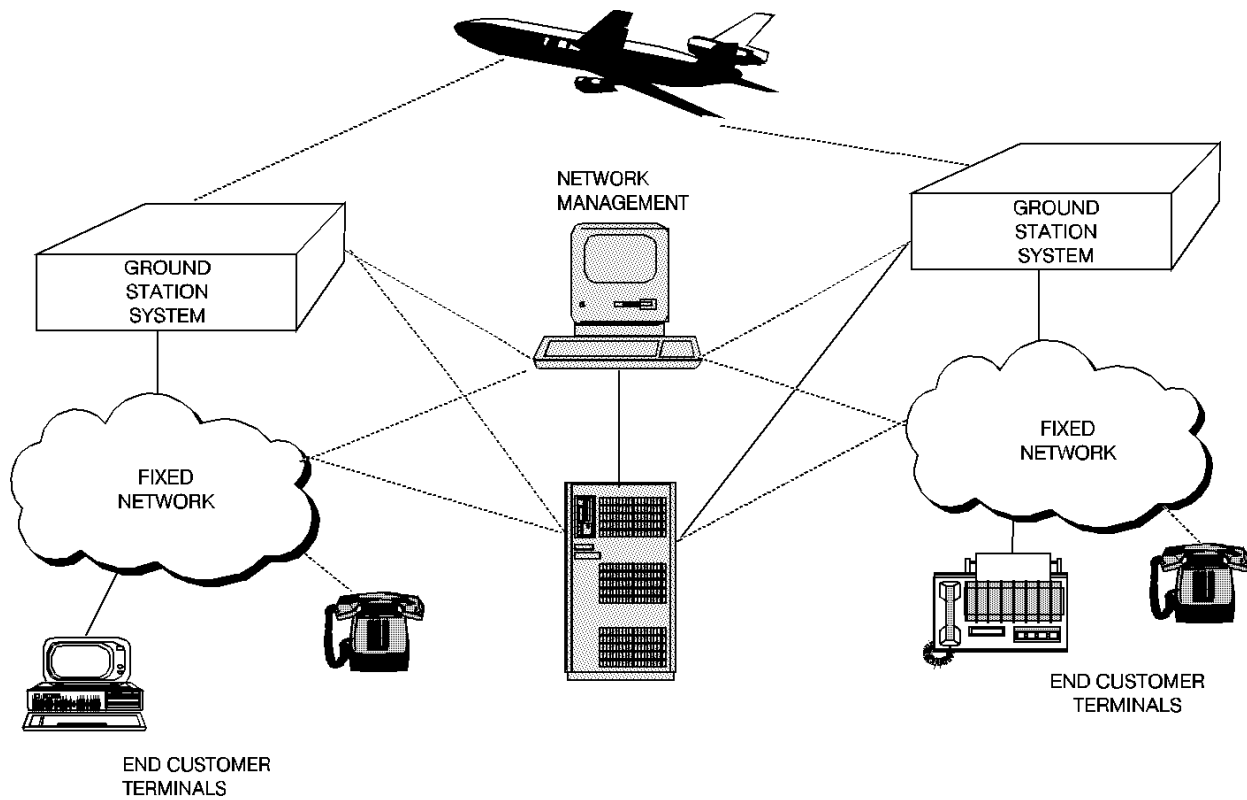 NETWORK
MANAGEMENT
GROUND
STATION
SYSTEM
GROUND
STATION
SYSTEM
FIXED
NETWORK
FIXED
NETWORK
END CUSTOMER
TERMINALS
END CUSTOMER
TERMINALS